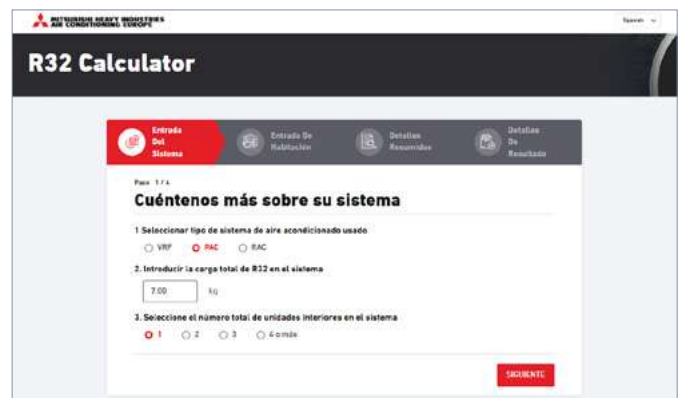 MITSUBISHI HEAVY INDUSTRIES
AIR CONDITIONING EUROPE
Spanish
R32 Calculator
Entrada
Del
Sistema
Entrada De
Habitación
Detalles
Resumidos
Detalles
De
Resultado
Paso 1 / 4
Cuéntenos más sobre su sistema
1 Seleccionar tipo de sistema de aire acondicionado usado
VRF PAC RAC
2. Introducir la carga total de R32 en el sistema
7.00 kg
3. Seleccione el número total de unidades interiores en el sistema
1 2 3 4 o más
SIGUIENTE